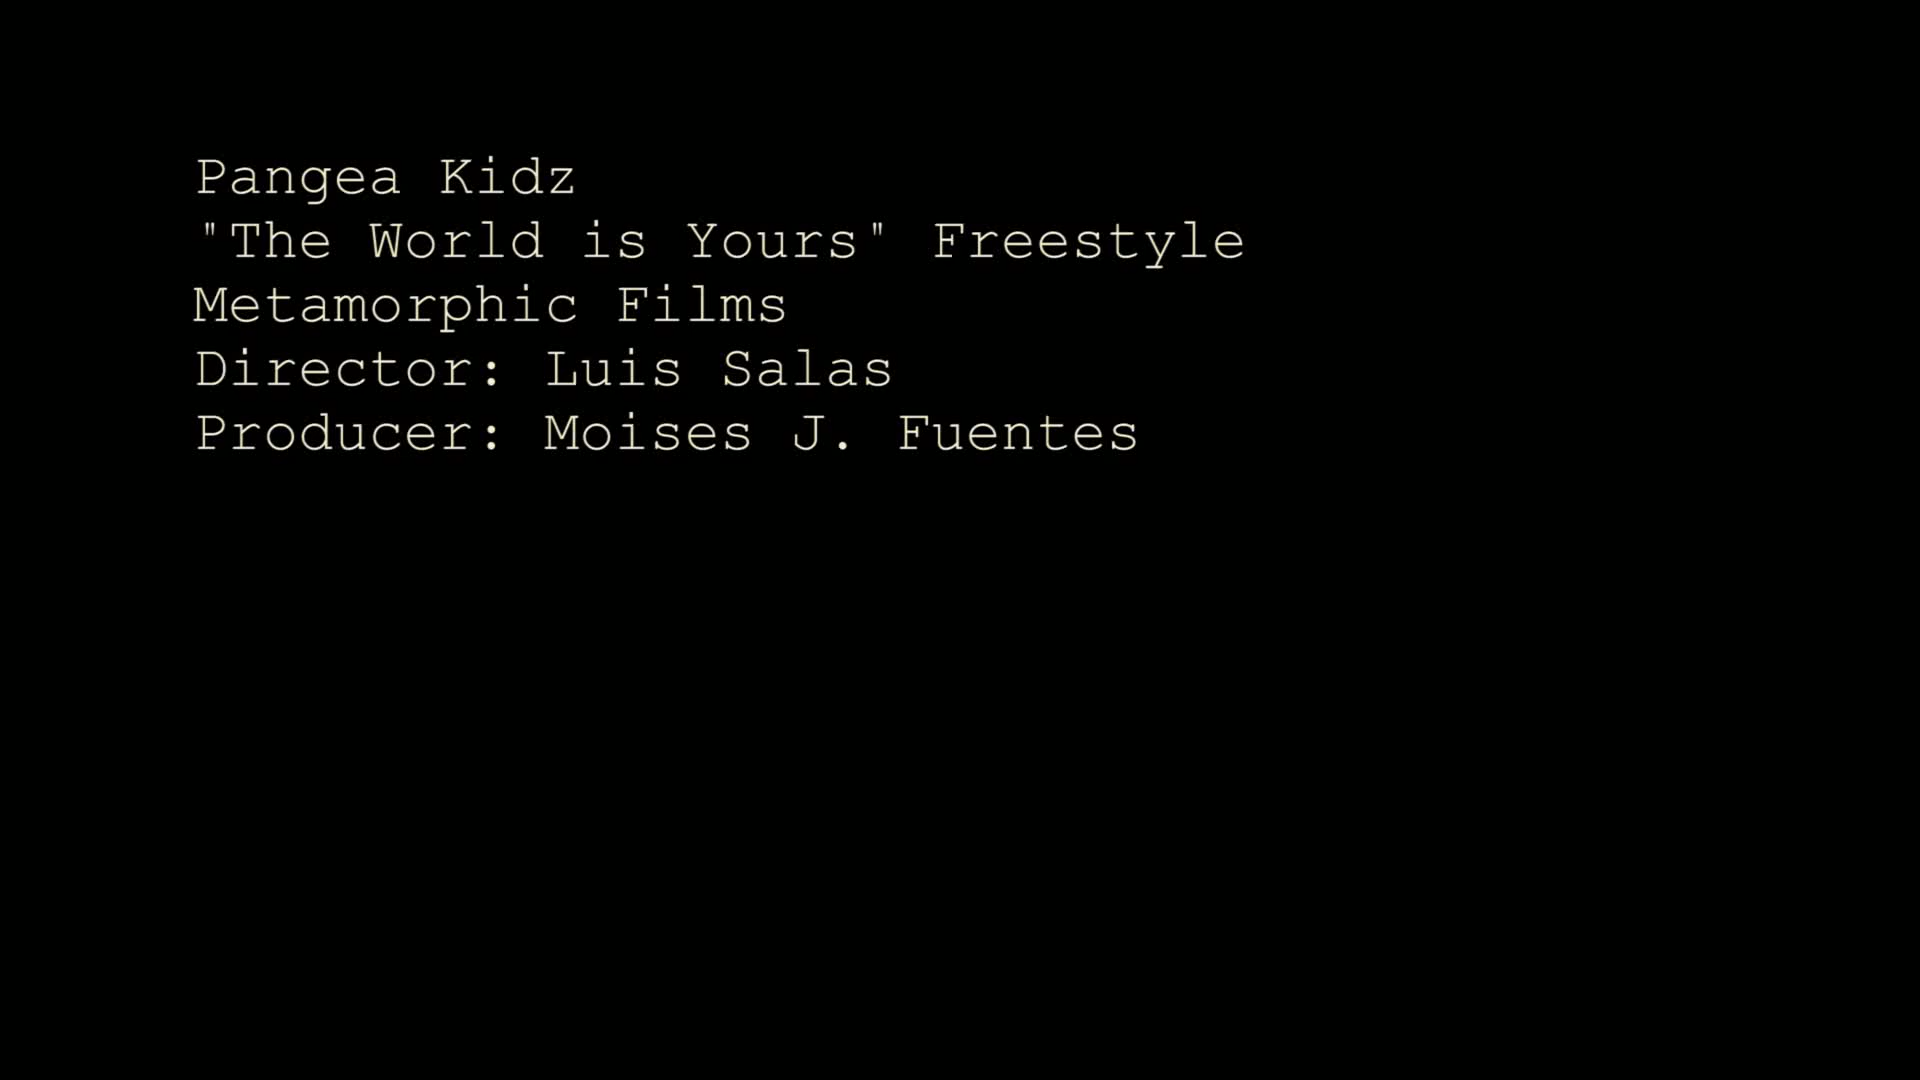 Pangea Kidz
"The World is Yours" Freestyle
Metamorphic Films
Director: Luis Salas
Producer: Moises J. Fuentes